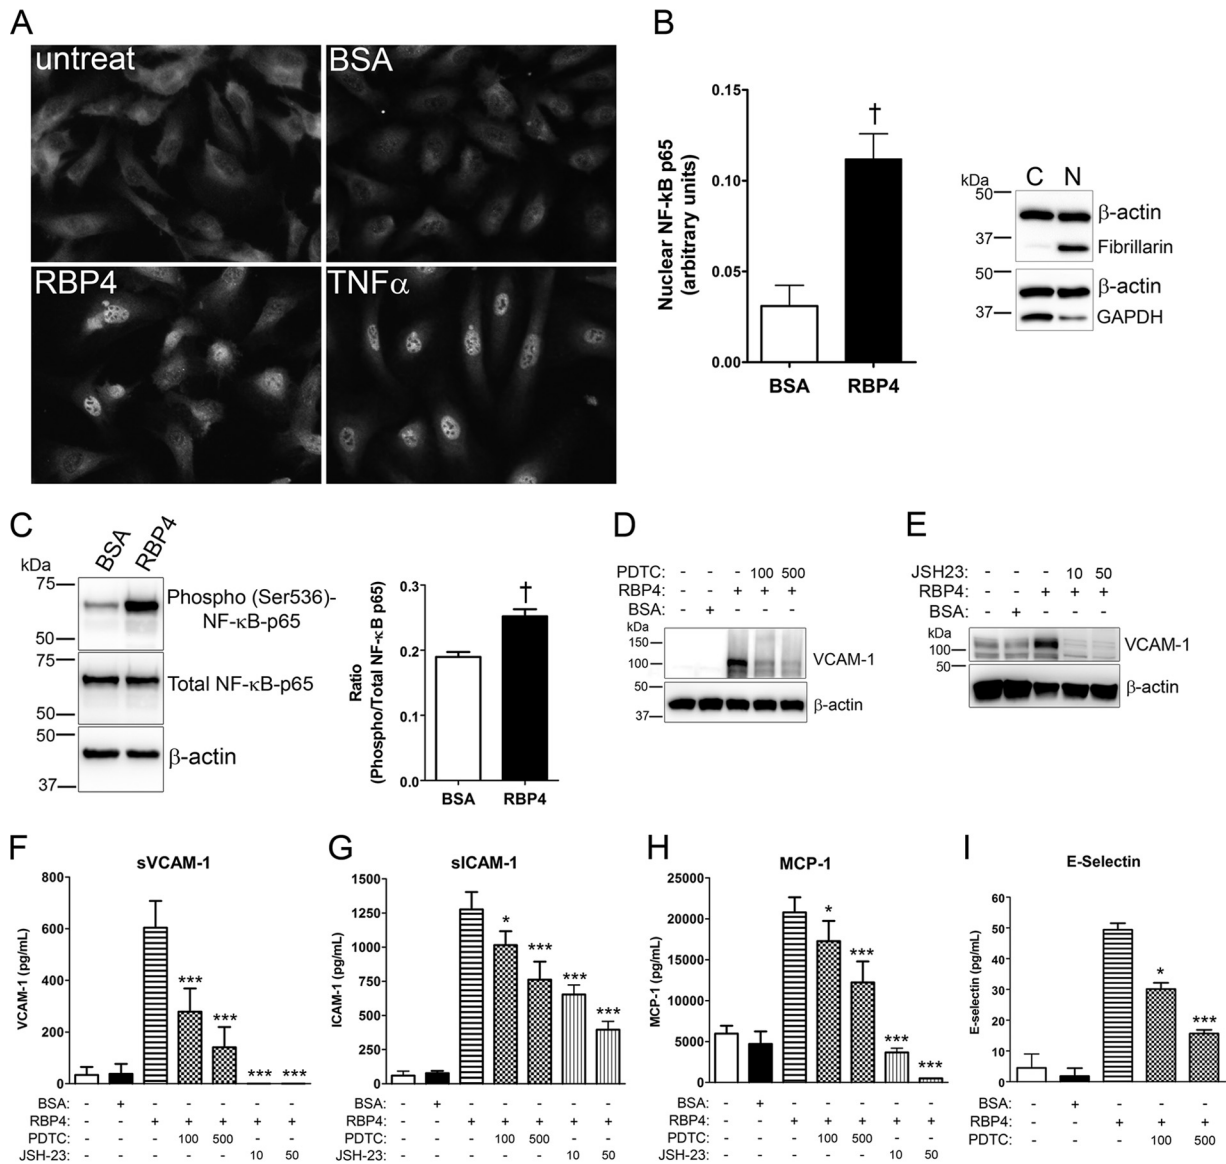 A
untreat
BSA
RBP4
TNFα
B
Nuclear NF-kB p65
(arbitrary units)
0.15
0.10
0.05
0.00
†
BSA
RBP4
kDa
C N
50
β-actin
37
Fibrillarin
50
β-actin
37
GAPDH
C
BSA
RBP4
kDa
75
Phospho (Ser536)-
NF-κB-p65
50
75
Total NF-κB-p65
50
50
β-actin
37
Ratio
(Phospho/Total NF-κB p65)
0.3
0.2
0.1
0.0
†
BSA
RBP4
D
PDTC: - - - 100 500
RBP4: - - + + +
BSA: - +
kDa
150
100
VCAM-1
50
37
β-actin
E
JSH23: - - - 10 50
RBP4: - - + + +
BSA: - + - - -
kDa
100
VCAM-1
50
β-actin
F
sVCAM-1
VCAM-1 (pg/mL)
800
600
400
200
0
*** *** *** ***
BSA: - + - - - - -
RBP4: - - + + + + +
PDTC: - - - 100 500 - -
JSH-23: - - - - - 10 50
G
sICAM-1
ICAM-1 (pg/mL)
1500
1250
1000
750
500
250
0
* *** *** ***
BSA: - + - - - - -
RBP4: - - + + + + +
PDTC: - - - 100 500 - -
JSH-23: - - - - - 10 50
H
MCP-1
MCP-1 (pg/mL)
25000
20000
15000
10000
5000
0
* *** *** ***
BSA: - + - - - - -
RBP4: - - + + + + +
PDTC: - - - 100 500 - -
JSH-23: - - - - - 10 50
I
E-Selectin
E-selectin (pg/mL)
60
50
40
30
20
10
0
* ***
BSA: - + - - -
RBP4: - - + + +
PDTC: - - - 100 500